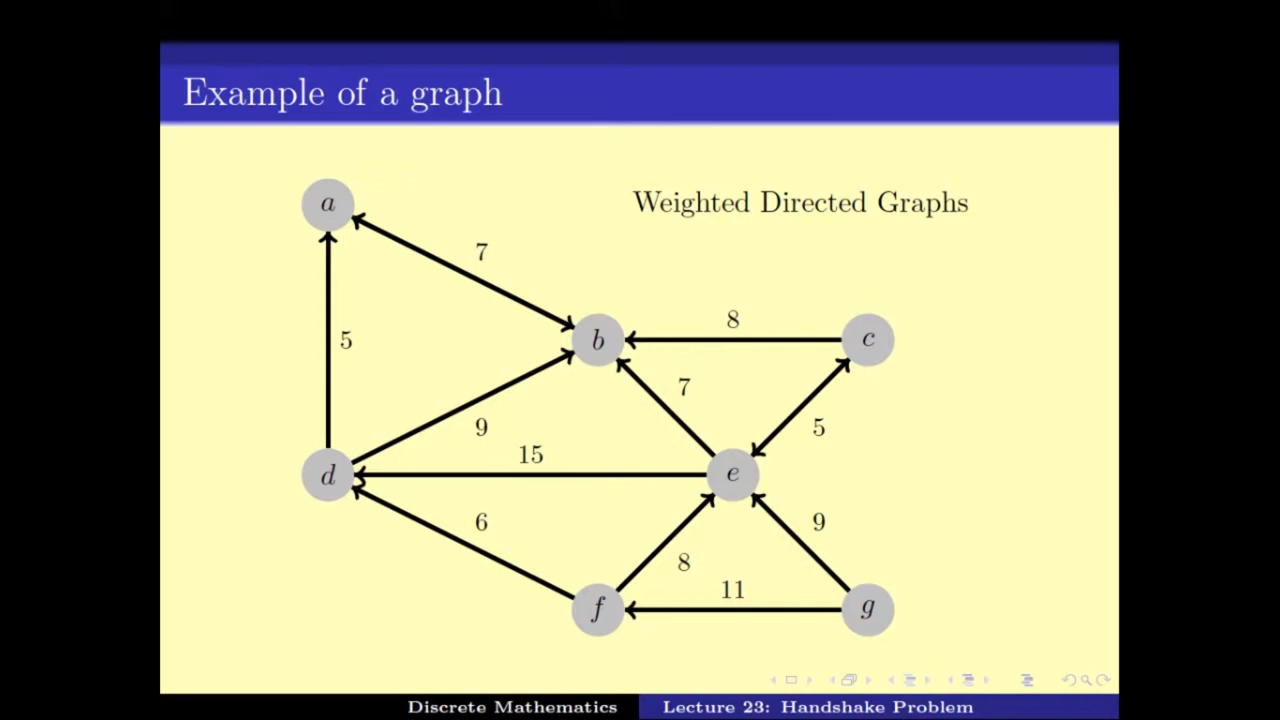 Example of a graph
a
Weighted Directed Graphs
7
8
5
b
c
7
9
5
15
d
e
6
9
8
11
f
g
Discrete Mathematics
Lecture 23: Handshake Problem